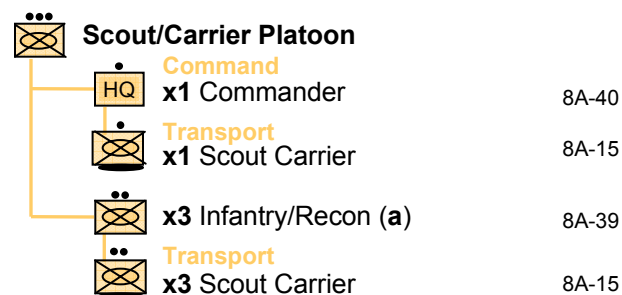 Scout/Carrier Platoon
Command
HQ x1 Commander 8A-40
Transport
x1 Scout Carrier 8A-15
x3 Infantry/Recon (a) 8A-39
Transport
x3 Scout Carrier 8A-15